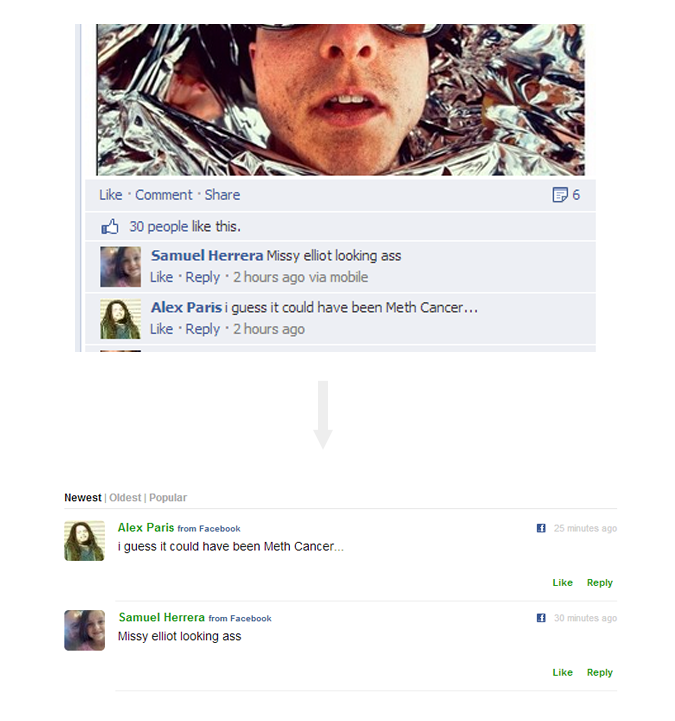 Like · Comment · Share 6
30 people like this.
Samuel Herrera Missy elliot looking ass
Like · Reply · 2 hours ago via mobile
Alex Paris i guess it could have been Meth Cancer...
Like · Reply · 2 hours ago
Newest | Oldest | Popular
Alex Paris from Facebook f 25 minutes ago
i guess it could have been Meth Cancer...
Like Reply
Samuel Herrera from Facebook f 30 minutes ago
Missy elliot looking ass
Like Reply